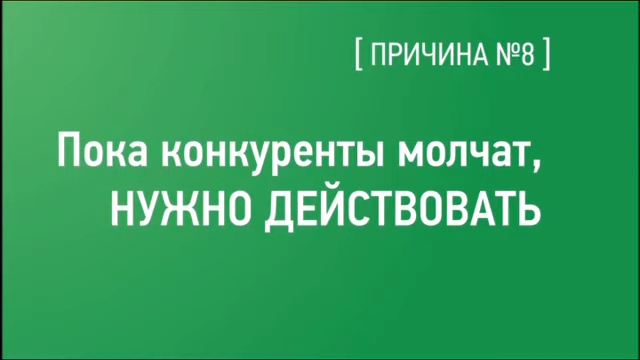 [ ПРИЧИНА №8 ]
Пока конкуренты молчат,
НУЖНО ДЕЙСТВОВАТЬ